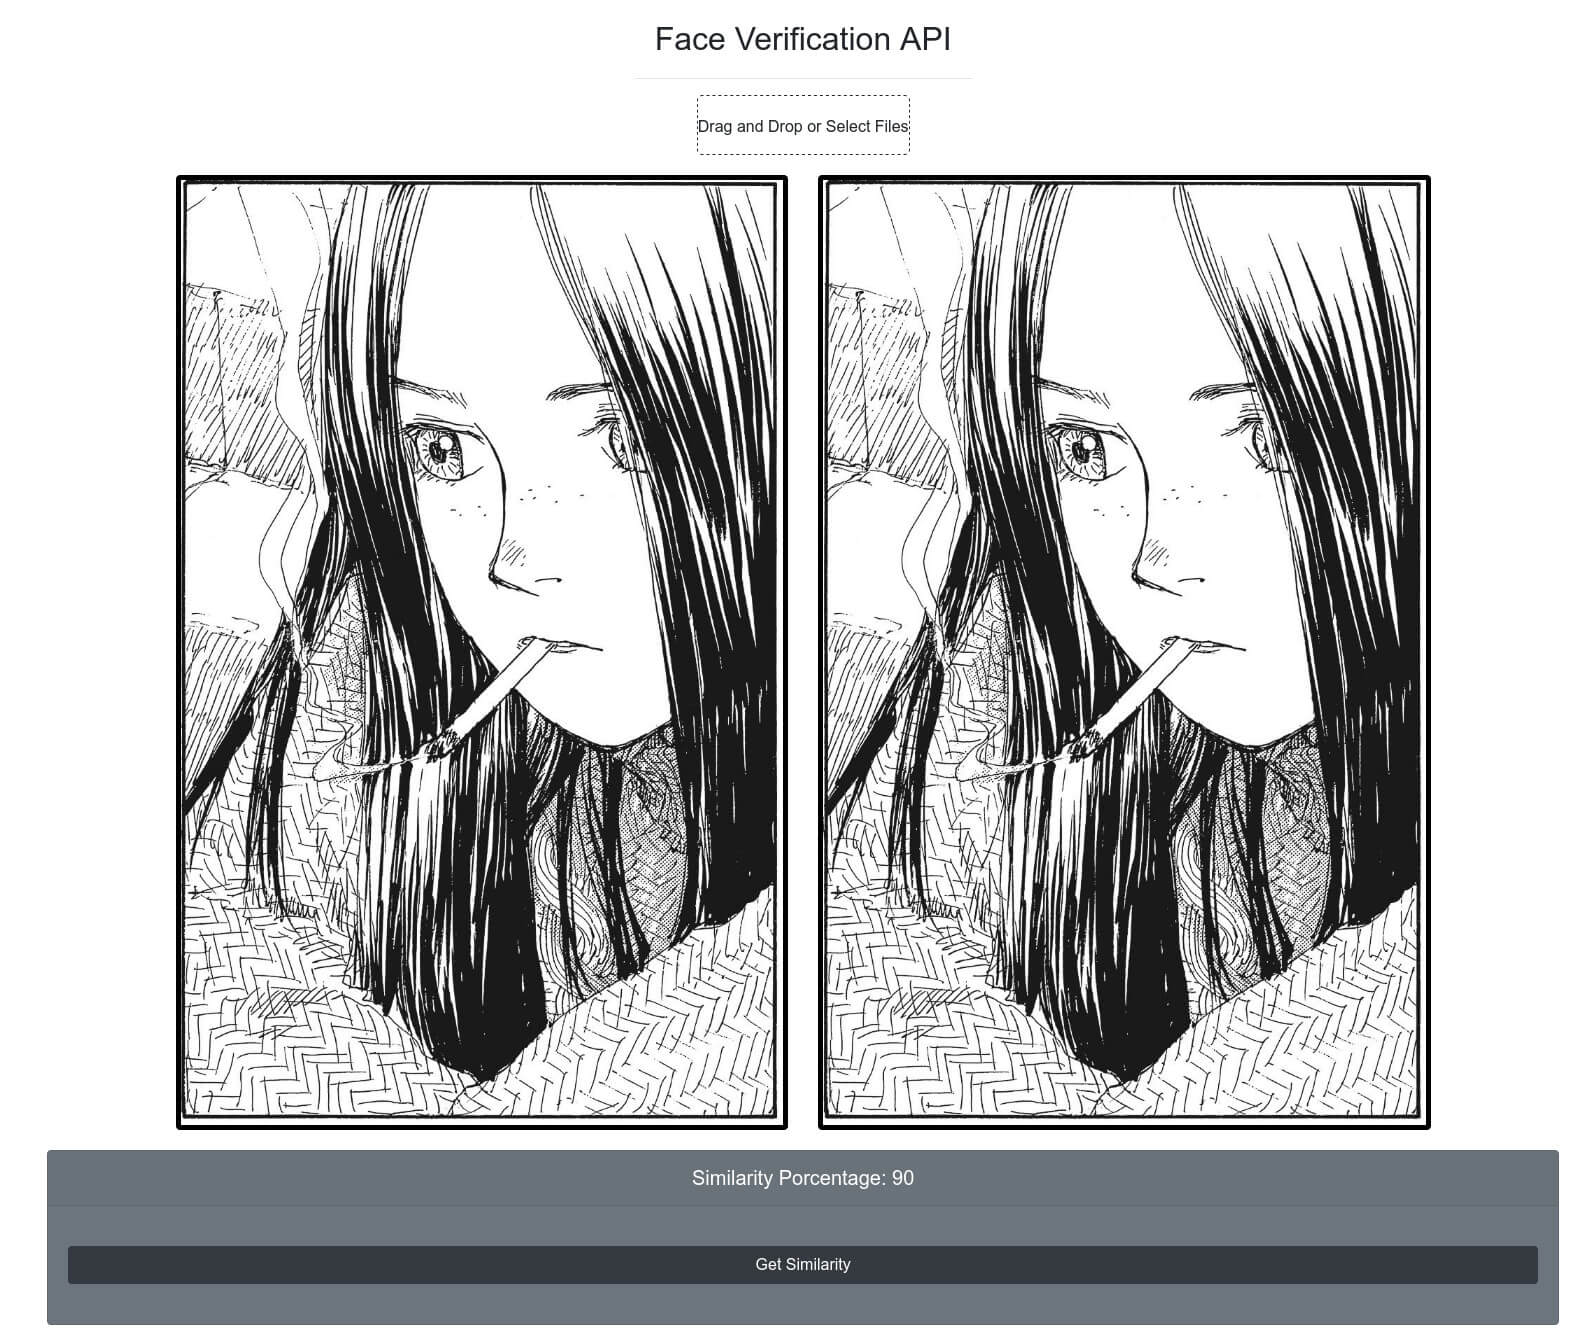 Face Verification API
Drag and Drop or Select Files
Similarity Porcentage: 90
Get Similarity